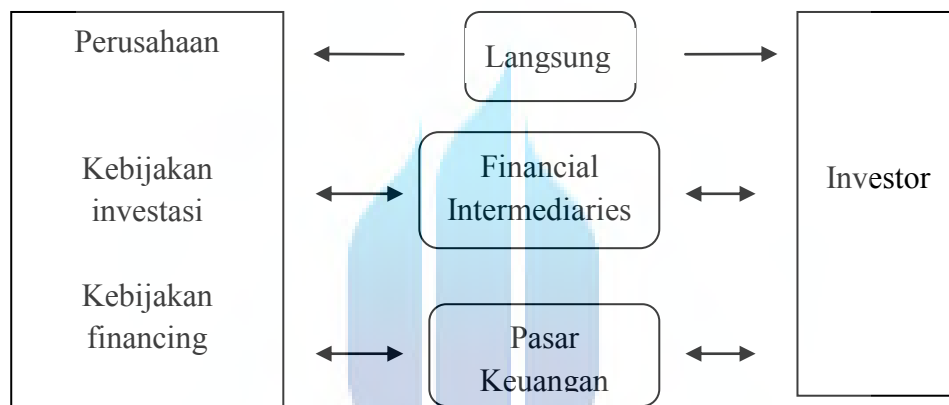 Perusahaan
Kebijakan
investasi
Kebijakan
financing
Langsung
Financial
Intermediaries
Pasar
Keuangan
Investor